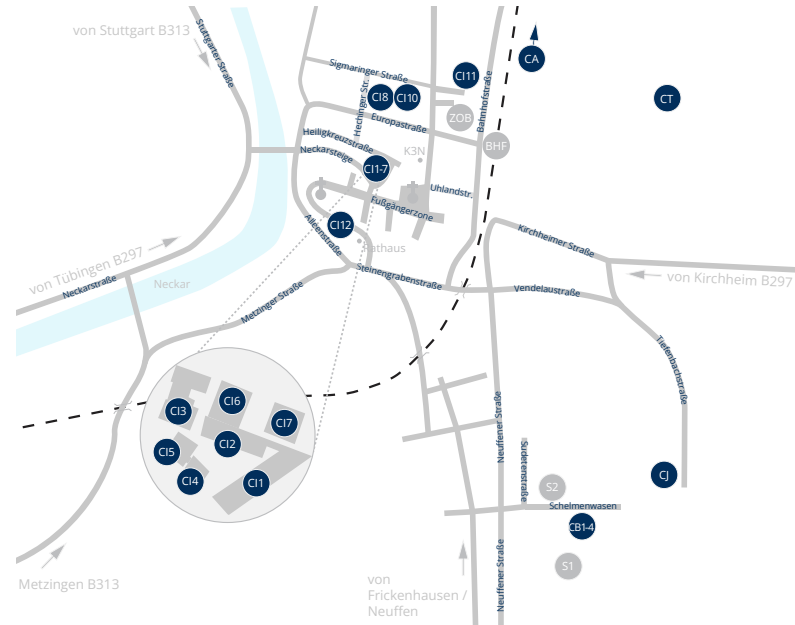 von Stuttgart B313
Stuttgarter Straße
CA
Sigmaringer Straße
CI11
CI8
CI10
CT
Hechinger Str.
Bahnhofstraße
ZOB
Europastraße
Heiligkreuzstraße
BHF
Neckarsteige
K3N
CI1-7
Uhlandstr.
Fußgängerzone
CI12
Alleenstraße
Rathaus
Kirchheimer Straße
von Tübingen B297
Neckarstraße
Neckar
Steinengrabenstraße
von Kirchheim B297
Vendelaustraße
Metzinger Straße
Tiefenbachstraße
CI3
CI6
CI7
CI2
CI5
CI4
CI1
Neuffener Straße
Sudetenstraße
CJ
S2
Schelmenwasen
CB1-4
S1
Neuffener Straße
Metzingen B313
von
Frickenhausen /
Neuffen